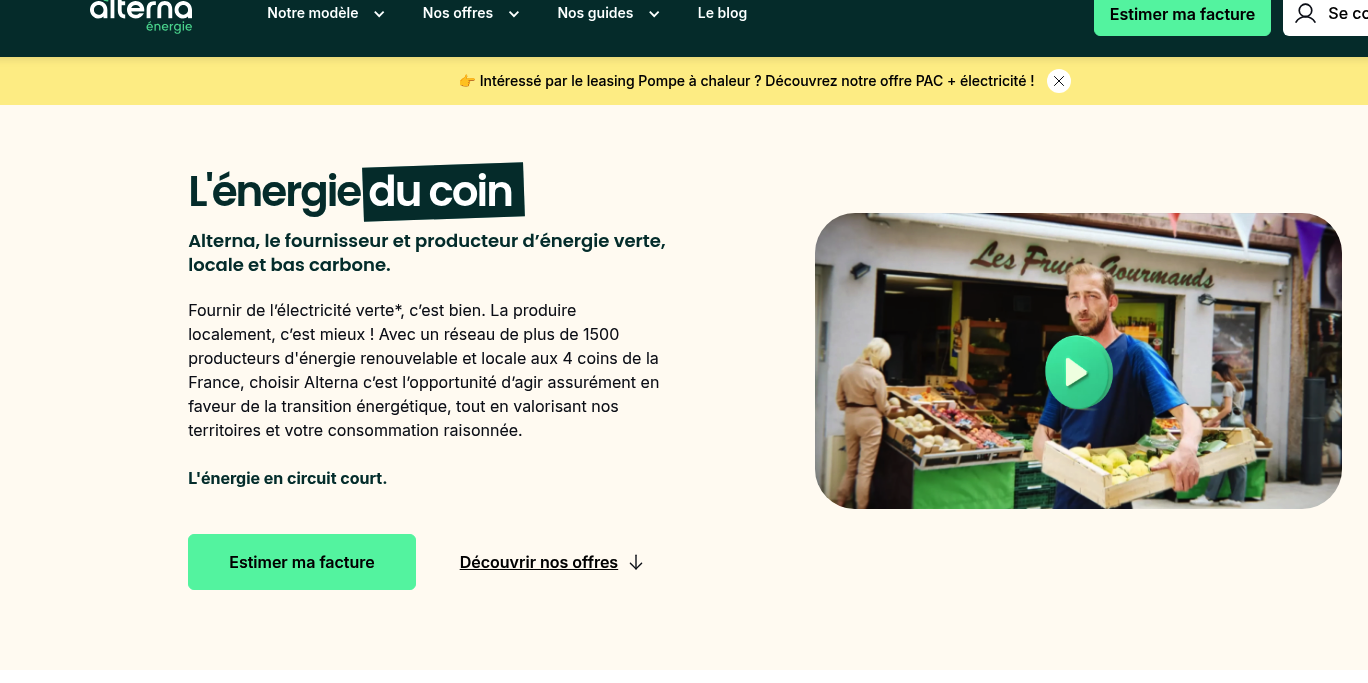 alterna
énergie
Notre modèle
Nos offres
Nos guides
Le blog
Estimer ma facture
Se co
👉 Intéressé par le leasing Pompe à chaleur ? Découvrez notre offre PAC + électricité !
L'énergie du coin
Alterna, le fournisseur et producteur d’énergie verte,
locale et bas carbone.
Fournir de l’électricité verte*, c’est bien. La produire
localement, c’est mieux ! Avec un réseau de plus de 1500
producteurs d'énergie renouvelable et locale aux 4 coins de la
France, choisir Alterna c’est l’opportunité d’agir assurément en
faveur de la transition énergétique, tout en valorisant nos
territoires et votre consommation raisonnée.
L'énergie en circuit court.
Estimer ma facture
Découvrir nos offres
Les Fruits Gourmands